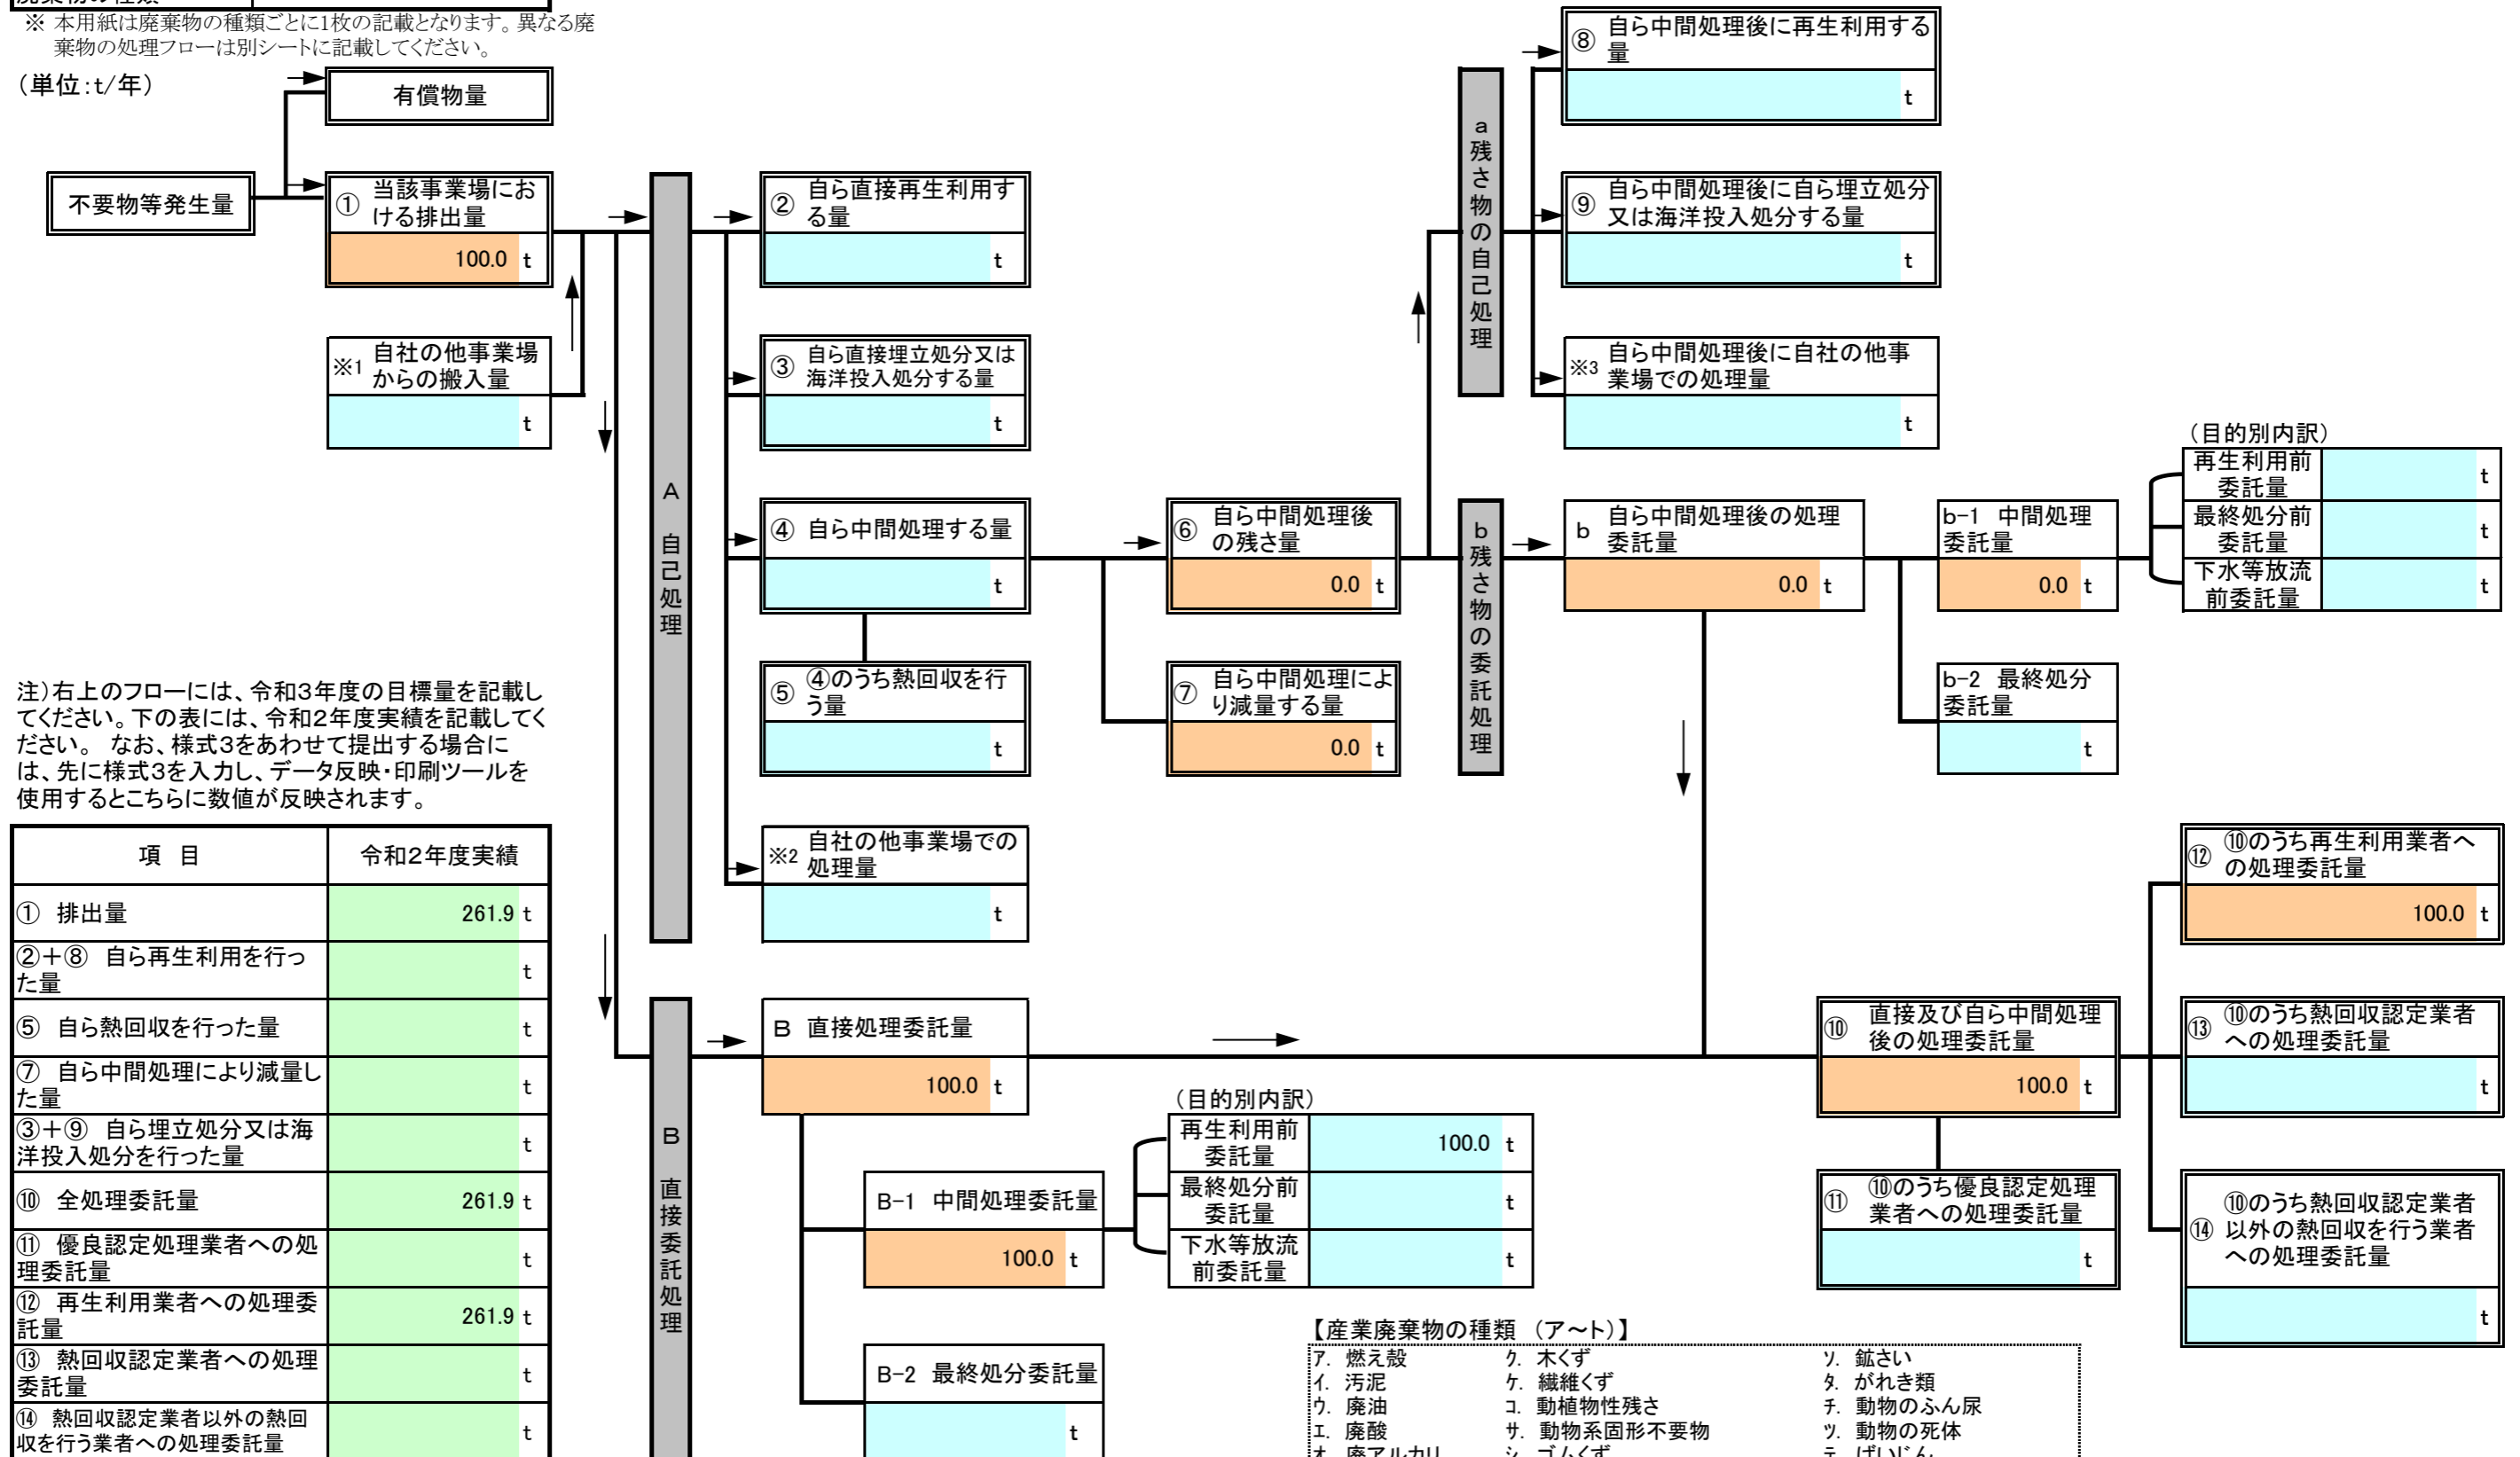 ※ 本用紙は廃棄物の種類ごとに1枚の記載となります。異なる廃
棄物の処理フローは別シートに記載してください。
（単位:t/年）
有償物量
不要物等発生量
① 当該事業場にお
ける排出量
100.0 t
※1 自社の他事業場
からの搬入量
t
A 自己処理
② 自ら直接再生利用す
る量
t
③ 自ら直接埋立処分又は
海洋投入処分する量
t
④ 自ら中間処理する量
t
⑤ ④のうち熱回収を行
う量
t
※2 自社の他事業場での
処理量
t
⑥ 自ら中間処理後
の残さ量
0.0 t
⑦ 自ら中間処理によ
り減量する量
0.0 t
a残さ物の自己処理
⑧ 自ら中間処理後に再生利用する
量
t
⑨ 自ら中間処理後に自ら埋立処分
又は海洋投入処分する量
t
※3 自ら中間処理後に自社の他事
業場での処理量
t
b残さ物の委託処理
b 自ら中間処理後の処理
委託量
0.0 t
b-1 中間処理
委託量
0.0 t
（目的別内訳）
再生利用前
委託量
t
最終処分前
委託量
t
下水等放流
前委託量
t
b-2 最終処分
委託量
t
注）右上のフローには、令和3年度の目標量を記載し
てください。下の表には、令和2年度実績を記載してく
ださい。 なお、様式3をあわせて提出する場合に
は、先に様式3を入力し、データ反映・印刷ツールを
使用するとこちらに数値が反映されます。
項 目 令和2年度実績
① 排出量 261.9 t
②＋⑧ 自ら再生利用を行っ
た量
t
⑤ 自ら熱回収を行った量 t
⑦ 自ら中間処理により減量し
た量
t
③＋⑨ 自ら埋立処分又は海
洋投入処分を行った量
t
⑩ 全処理委託量 261.9 t
⑪ 優良認定処理業者への処
理委託量
t
⑫ 再生利用業者への処理委
託量
261.9 t
⑬ 熱回収認定業者への処理
委託量
t
⑭ 熱回収認定業者以外の熱回
収を行う業者への処理委託量
t
B 直接委託処理
B 直接処理委託量
100.0 t
B-1 中間処理委託量
100.0 t
（目的別内訳）
再生利用前
委託量
100.0 t
最終処分前
委託量
t
下水等放流
前委託量
t
B-2 最終処分委託量
t
⑩ 直接及び自ら中間処理
後の処理委託量
100.0 t
⑪ ⑩のうち優良認定処理
業者への処理委託量
t
⑫ ⑩のうち再生利用業者へ
の処理委託量
100.0 t
⑬ ⑩のうち熱回収認定業者
への処理委託量
t
⑭ ⑩のうち熱回収認定業者
以外の熱回収を行う業者
への処理委託量
t
【産業廃棄物の種類 （ア～ト）】
ア. 燃え殻 ク. 木くず ソ. 鉱さい
イ. 汚泥 ケ. 繊維くず タ. がれき類
ウ. 廃油 コ. 動植物性残さ チ. 動物のふん尿
エ. 廃酸 サ. 動物系固形不要物 ツ. 動物の死体
オ. 廃アルカリ シ. ゴムくず テ. ばいじん